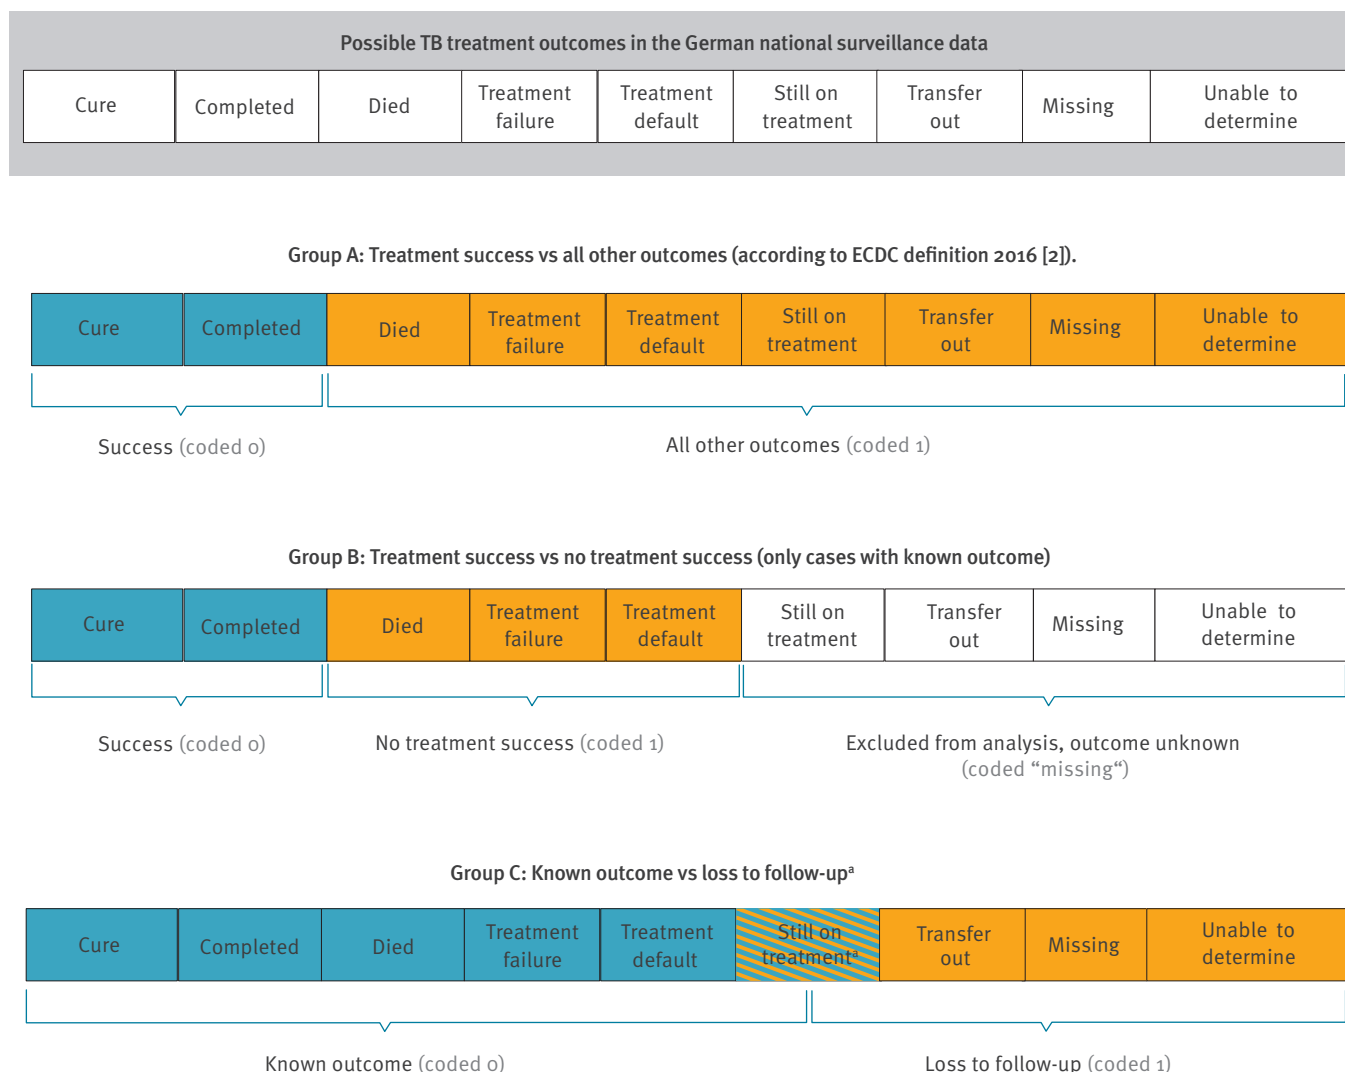 Possible TB treatment outcomes in the German national surveillance data
Cure
Completed
Died
Treatment
failure
Treatment
default
Still on
treatment
Transfer
out
Missing
Unable to
determine
Group A: Treatment success vs all other outcomes (according to ECDC definition 2016 [2]).
Cure
Completed
Died
Treatment
failure
Treatment
default
Still on
treatment
Transfer
out
Missing
Unable to
determine
Success (coded 0)
All other outcomes (coded 1)
Group B: Treatment success vs no treatment success (only cases with known outcome)
Cure
Completed
Died
Treatment
failure
Treatment
default
Still on
treatment
Transfer
out
Missing
Unable to
determine
Success (coded 0)
No treatment success (coded 1)
Excluded from analysis, outcome unknown
(coded “missing“)
Group C: Known outcome vs loss to follow-upᵃ
Cure
Completed
Died
Treatment
failure
Treatment
default
Still on
treatmentᵃ
Transfer
out
Missing
Unable to
determine
Known outcome (coded 0)
Loss to follow-up (coded 1)